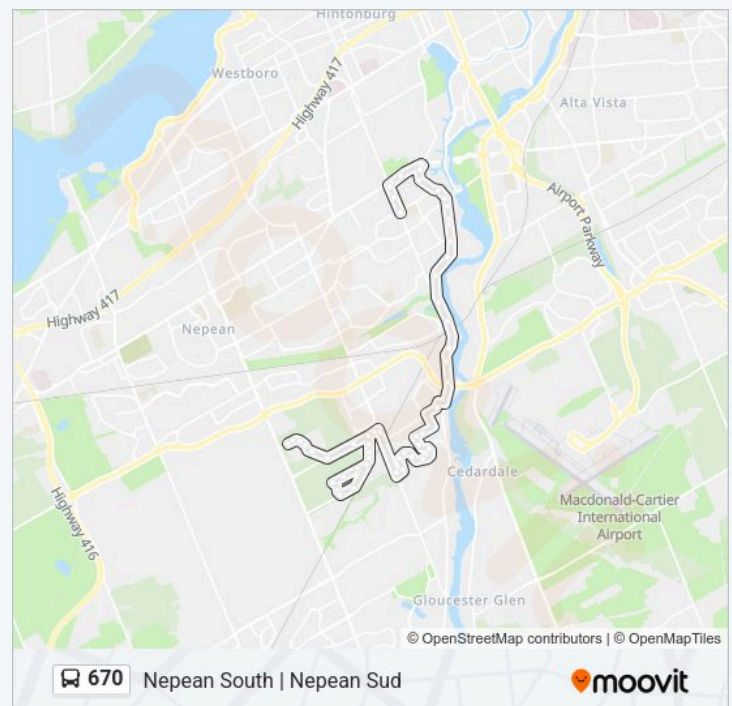 Hintonburg
Westboro
Highway 417
Alta Vista
Airport Parkway
Highway 417
Nepean
Cedardale
Highway 416
Macdonald-Cartier
International
Airport
Gloucester Glen
© OpenStreetMap contributors | © OpenMapTiles
670 Nepean South | Nepean Sud
moovit